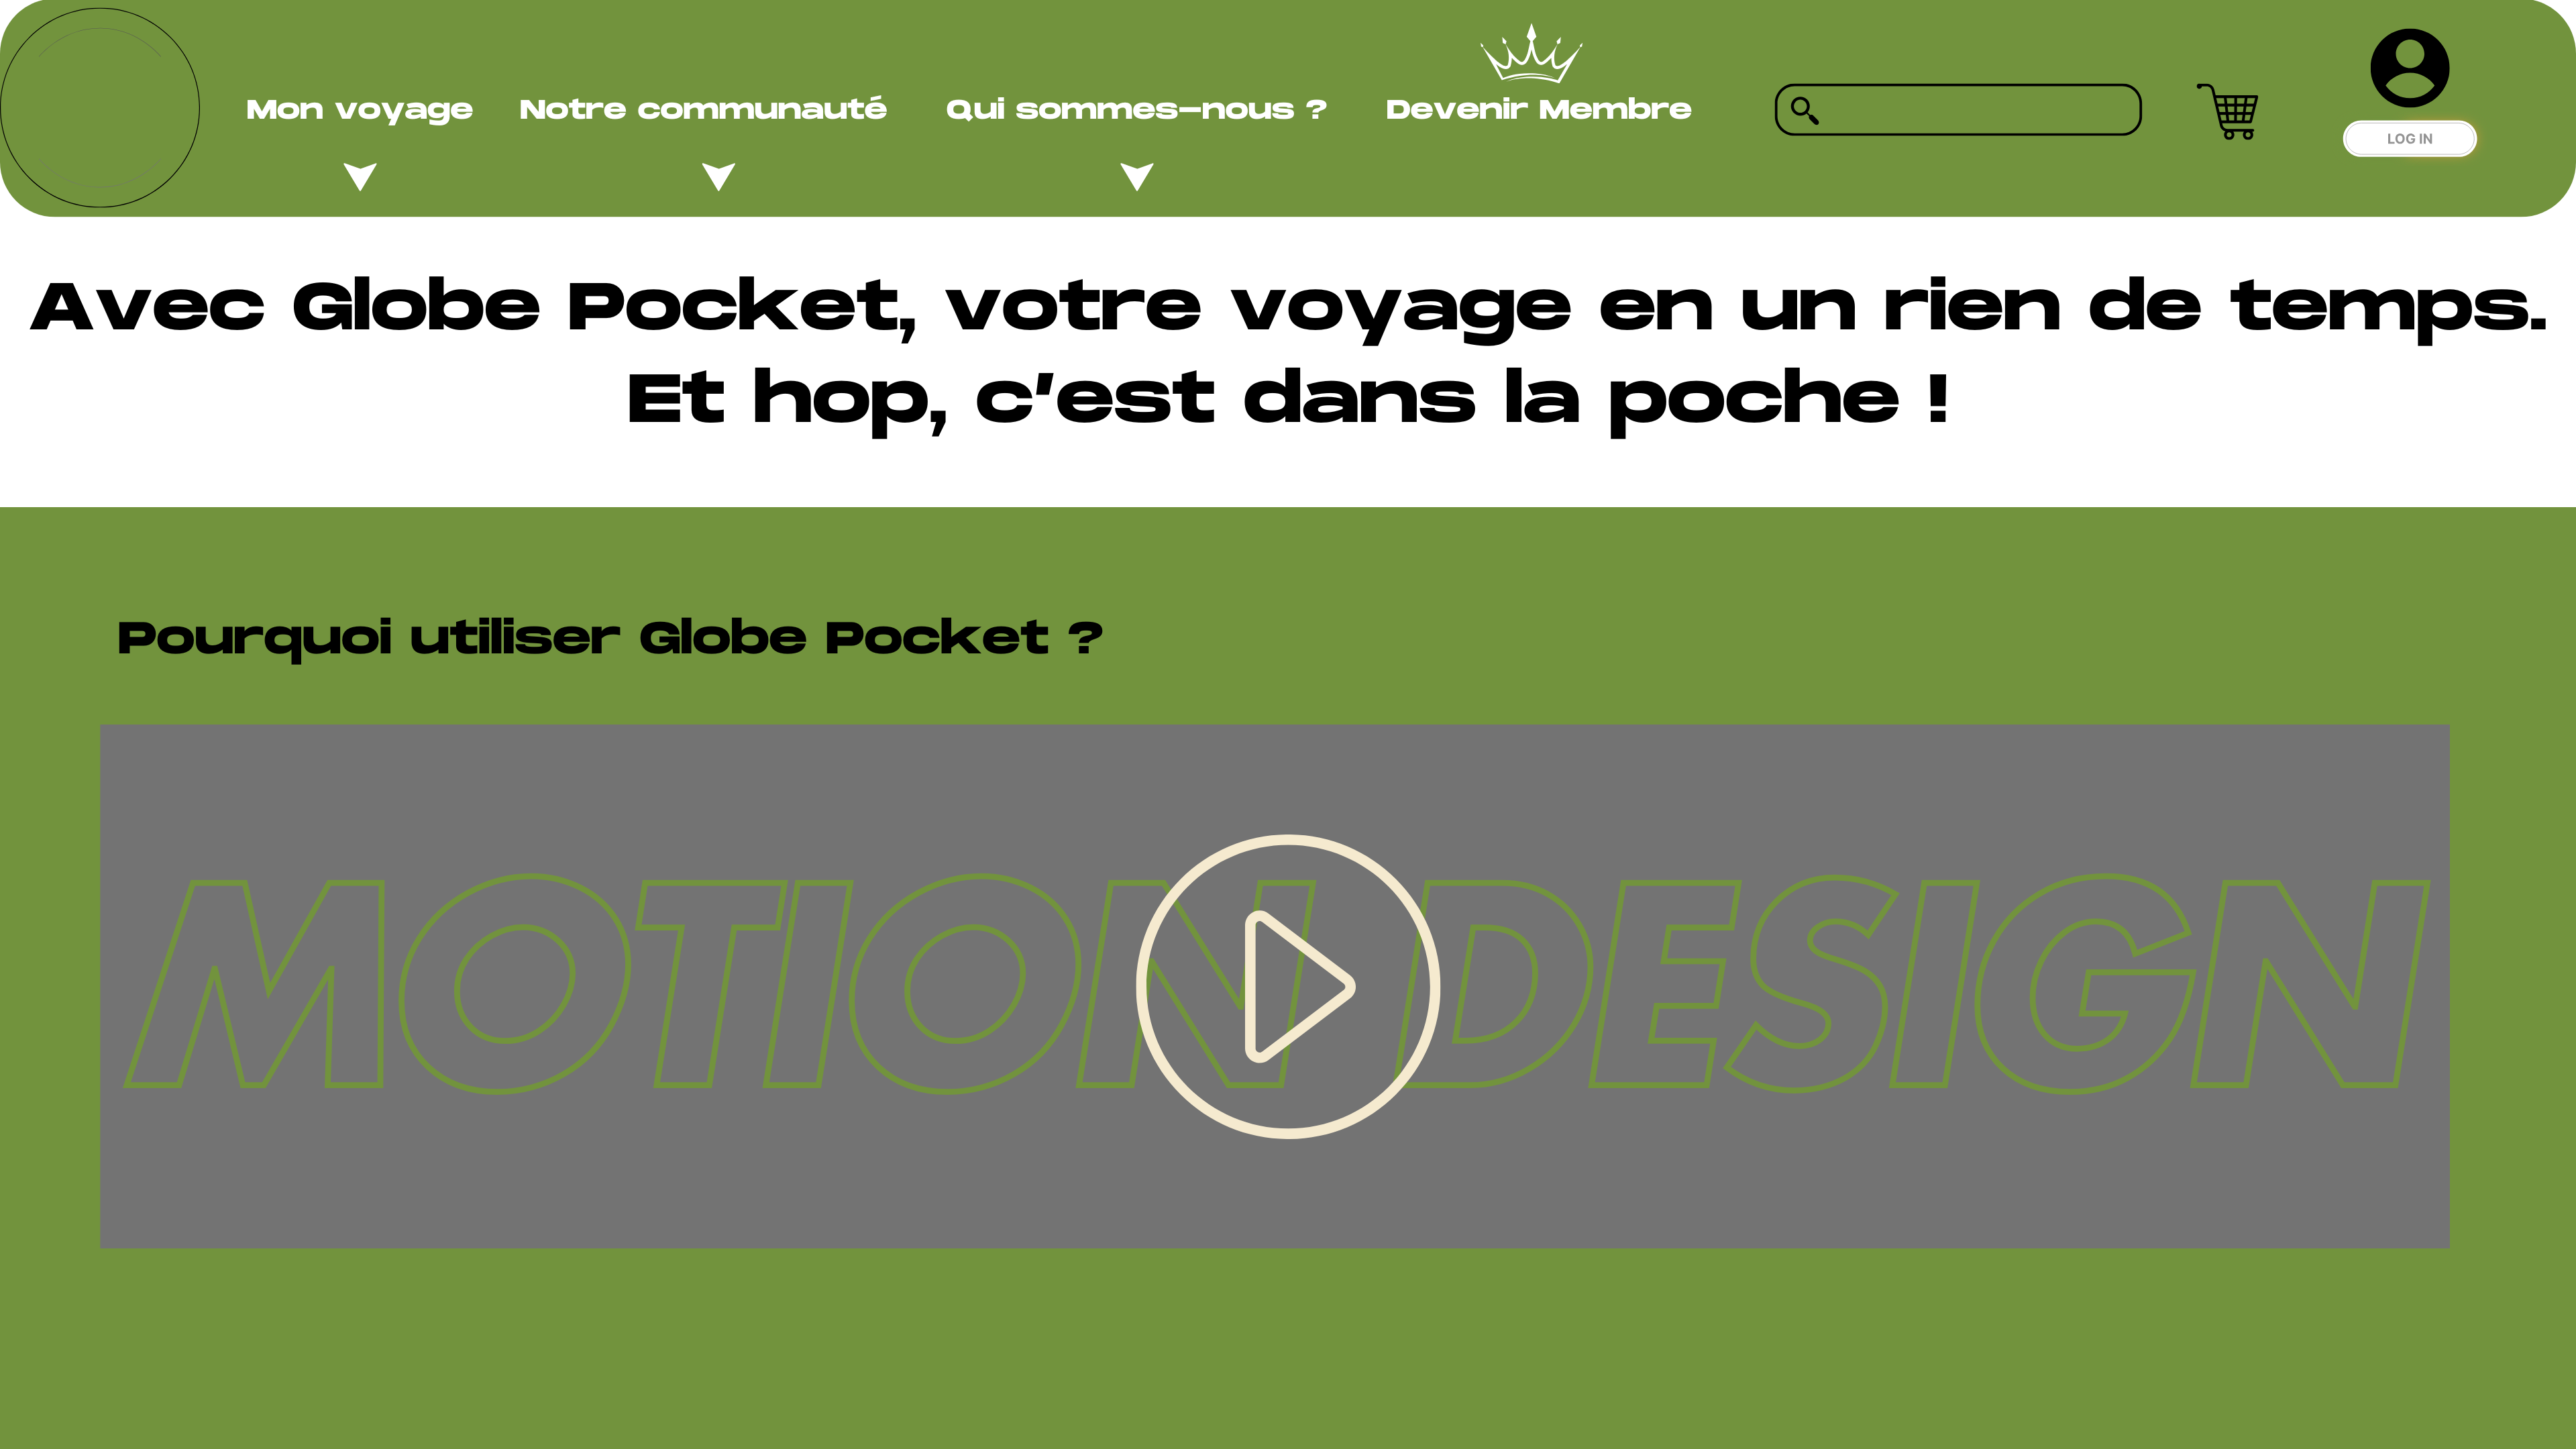 Mon voyage
Notre communauté
Qui sommes-nous ?
Devenir Membre
LOG IN
Avec Globe Pocket, votre voyage en un rien de temps.
Et hop, c'est dans la poche !
Pourquoi utiliser Globe Pocket ?
MOTION DESIGN